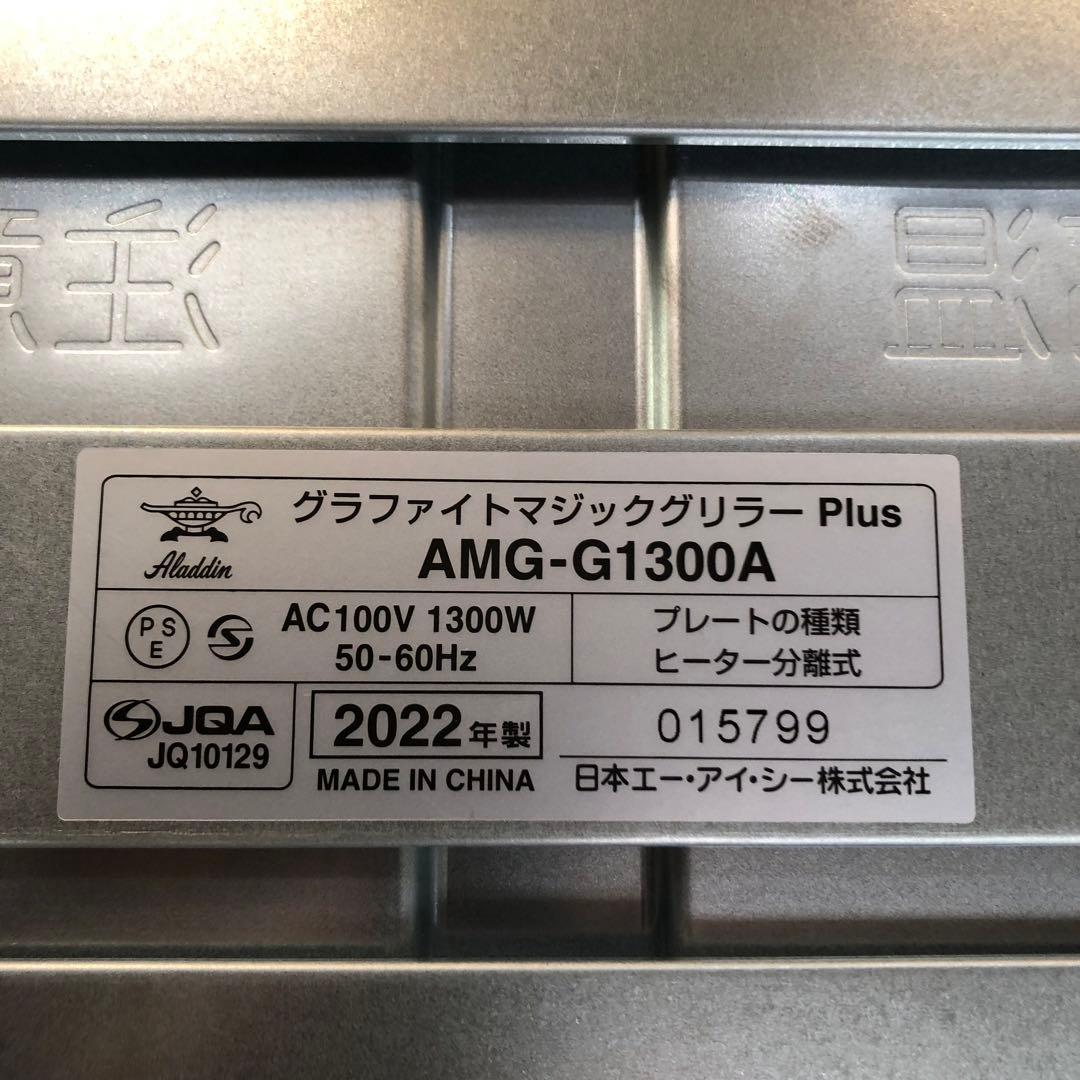 グラファイトマジックグリラー Plus
Aladdin
AMG-G1300A
PSE
AC100V 1300W
50-60Hz
プレートの種類
ヒーター分離式
JQA
JQ10129
2022年製
MADE IN CHINA
015799
日本エー・アイ・シー株式会社